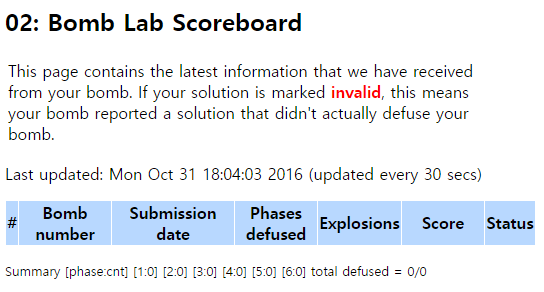 02: Bomb Lab Scoreboard
This page contains the latest information that we have received
from your bomb. If your solution is marked invalid, this means
your bomb reported a solution that didn't actually defuse your
bomb.
Last updated: Mon Oct 31 18:04:03 2016 (updated every 30 secs)
# Bomb number Submission date Phases defused Explosions Score Status
Summary [phase:cnt] [1:0] [2:0] [3:0] [4:0] [5:0] [6:0] total defused = 0/0